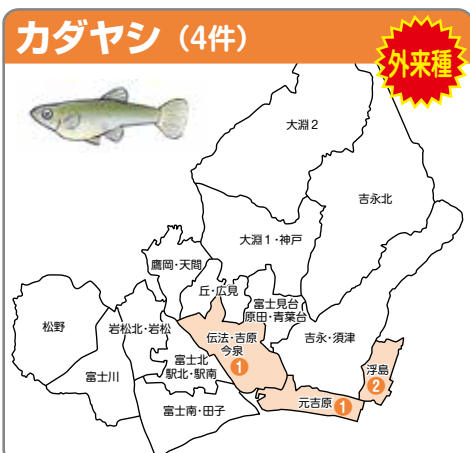 カダヤシ（4件）
外来種
大淵2
吉永北
大淵1・神戸
鷹岡・天間
丘・広見
富士見台
原田・青葉台
松野
岩松北・岩松
伝法・吉原
今泉
1
吉永・須津
富士川
富士北
駅北・駅南
浮島
2
元吉原 1
富士南・田子